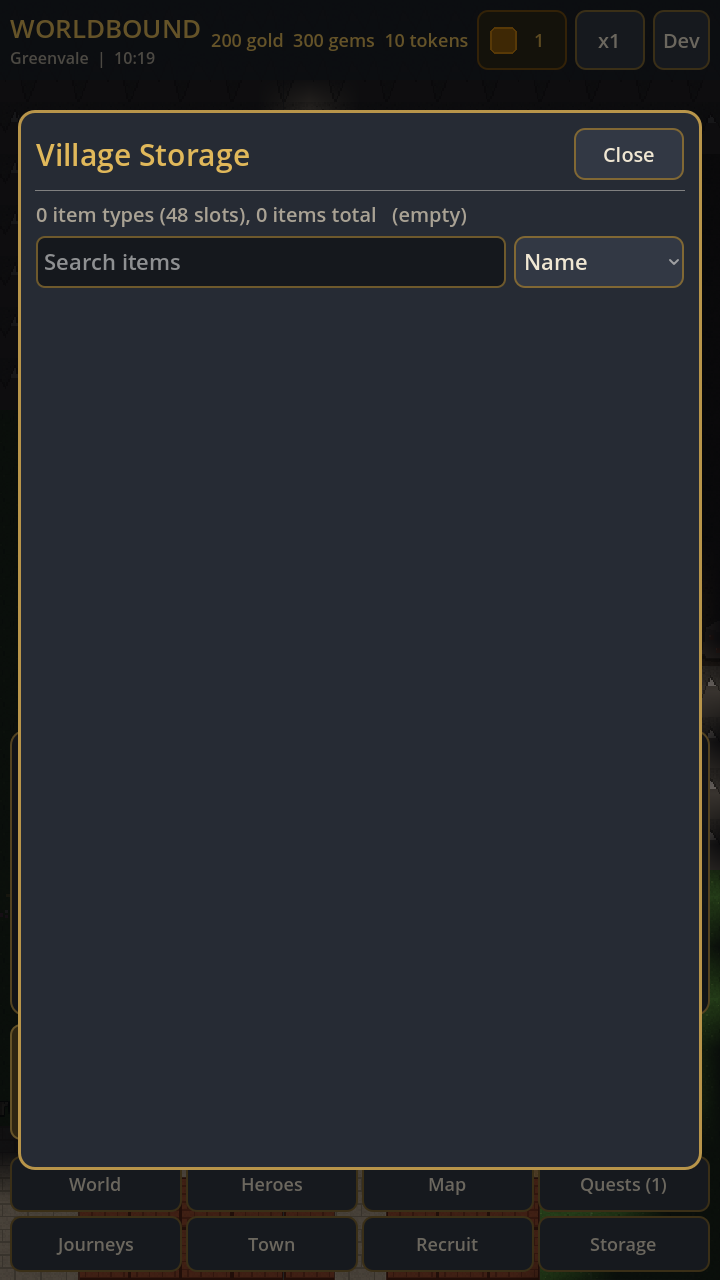 WORLDBOUND
Greenvale | 10:19
200 gold 300 gems 10 tokens
1
x1
Dev
Village Storage
Close
0 item types (48 slots), 0 items total (empty)
Search items
Name
World
Heroes
Map
Quests (1)
Journeys
Town
Recruit
Storage